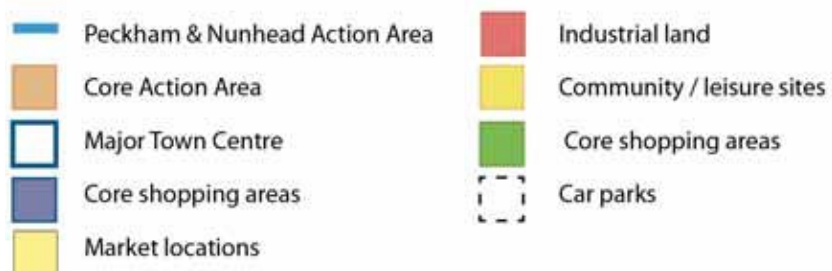 Peckham & Nunhead Action Area
Core Action Area
Major Town Centre
Core shopping areas
Market locations
Industrial land
Community / leisure sites
Core shopping areas
Car parks